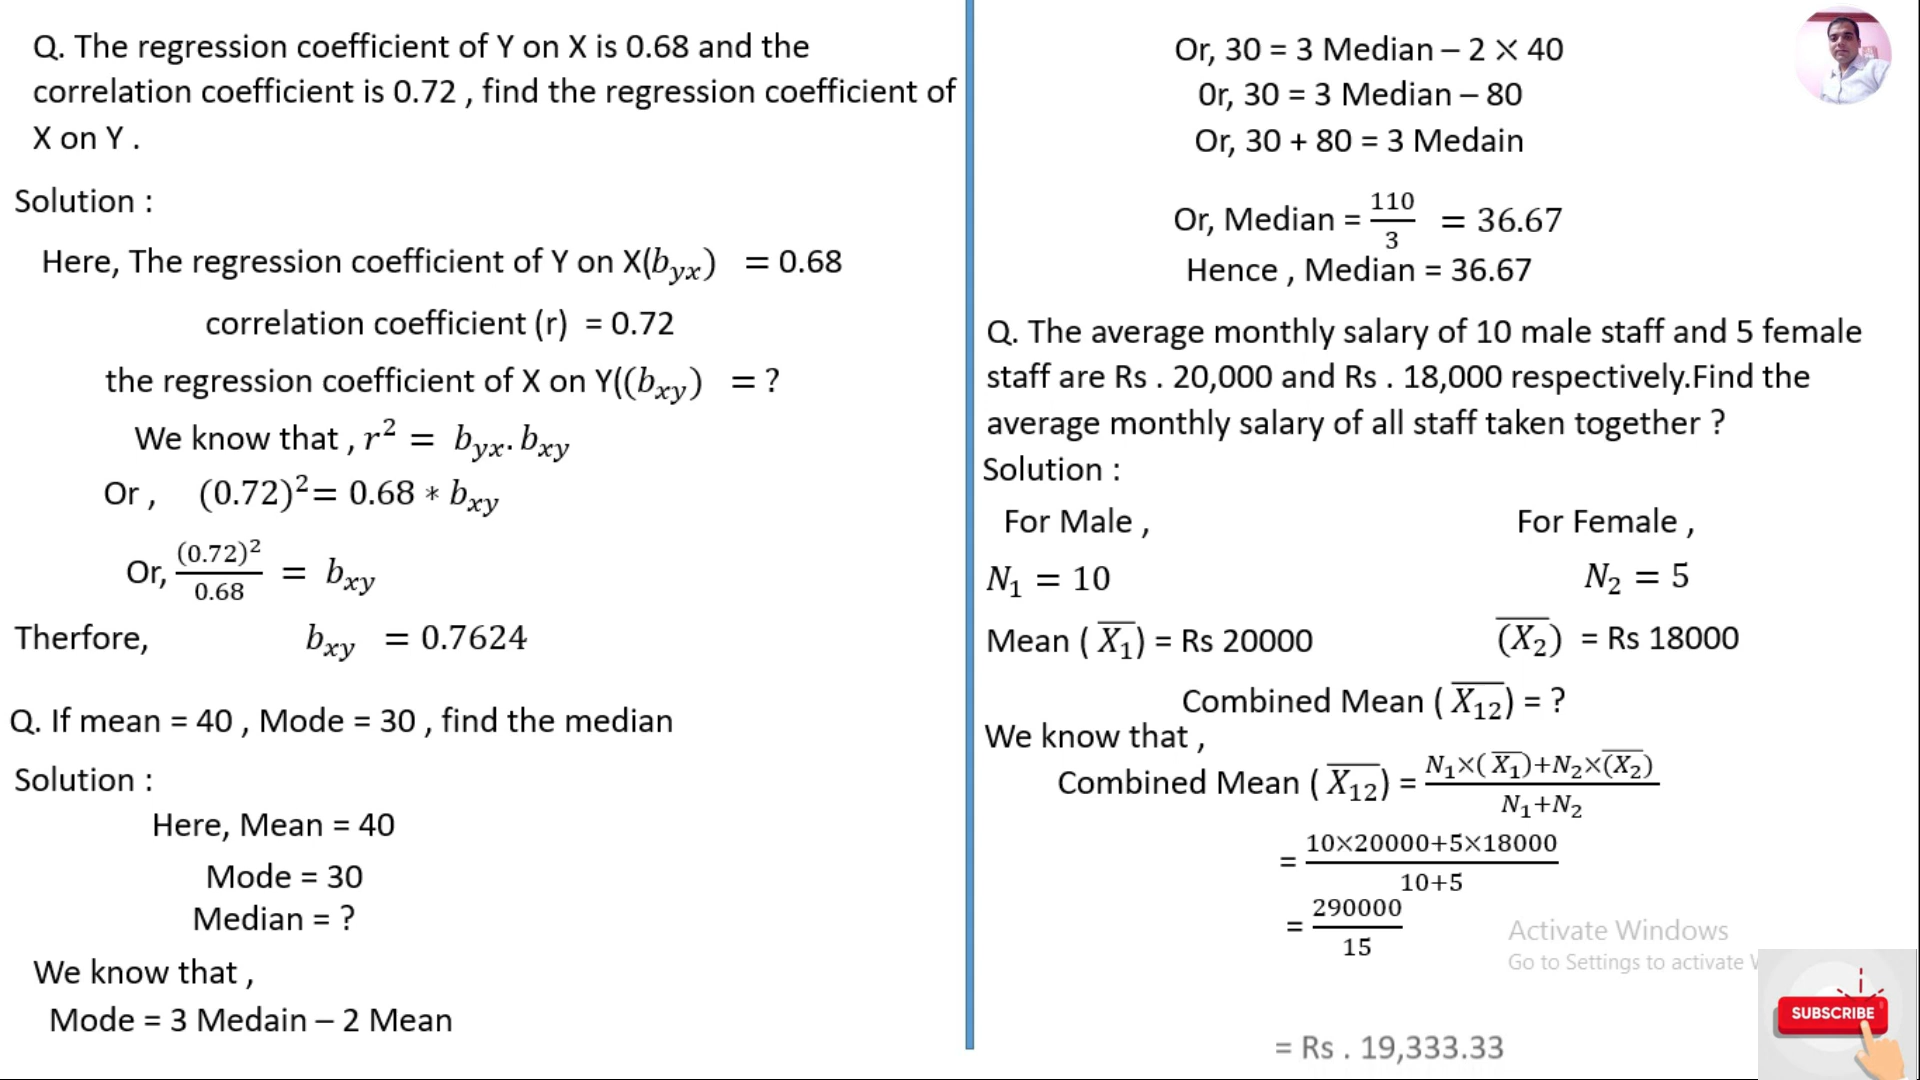 Q. The regression coefficient of Y on X is 0.68 and the
correlation coefficient is 0.72 , find the regression coefficient of
X on Y .
Solution :
Here, The regression coefficient of Y on X(b_yx) = 0.68
correlation coefficient (r) = 0.72
the regression coefficient of X on Y((b_xy) = ?
We know that , r² = b_yx. b_xy
Or , (0.72)²= 0.68 * b_xy
Or, (0.72)²/0.68 = b_xy
Therfore, b_xy = 0.7624
Q. If mean = 40 , Mode = 30 , find the median
Solution :
Here, Mean = 40
Mode = 30
Median = ?
We know that ,
Mode = 3 Medain – 2 Mean
Or, 30 = 3 Median – 2 × 40
0r, 30 = 3 Median – 80
Or, 30 + 80 = 3 Medain
Or, Median = 110/3 = 36.67
Hence , Median = 36.67
Q. The average monthly salary of 10 male staff and 5 female
staff are Rs . 20,000 and Rs . 18,000 respectively.Find the
average monthly salary of all staff taken together ?
Solution :
For Male , For Female ,
N₁ = 10 N₂ = 5
Mean ( X̅₁) = Rs 20000 (X̅₂) = Rs 18000
Combined Mean ( X̅₁₂) = ?
We know that ,
Combined Mean ( X̅₁₂) = N₁×( X̅₁)+N₂×(X̅₂)/N₁+N₂
= 10×20000+5×18000/10+5
= 290000/15
= Rs . 19,333.33
Activate Windows
Go to Settings to activate W
SUBSCRIBE